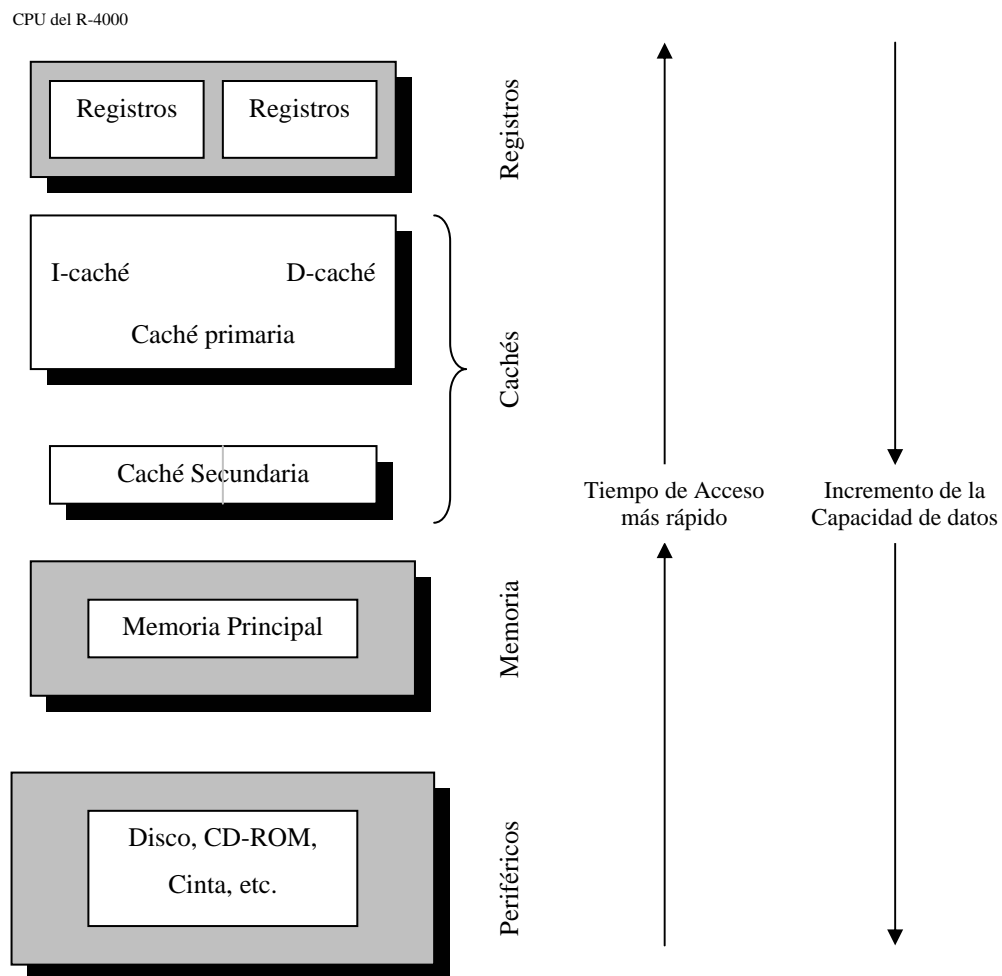 CPU del R-4000
Registros
Registros
Registros
I-caché
D-caché
Caché primaria
Cachés
Caché Secundaria
Tiempo de Acceso
más rápido
Incremento de la
Capacidad de datos
Memoria Principal
Memoria
Disco, CD-ROM,
Cinta, etc.
Periféricos